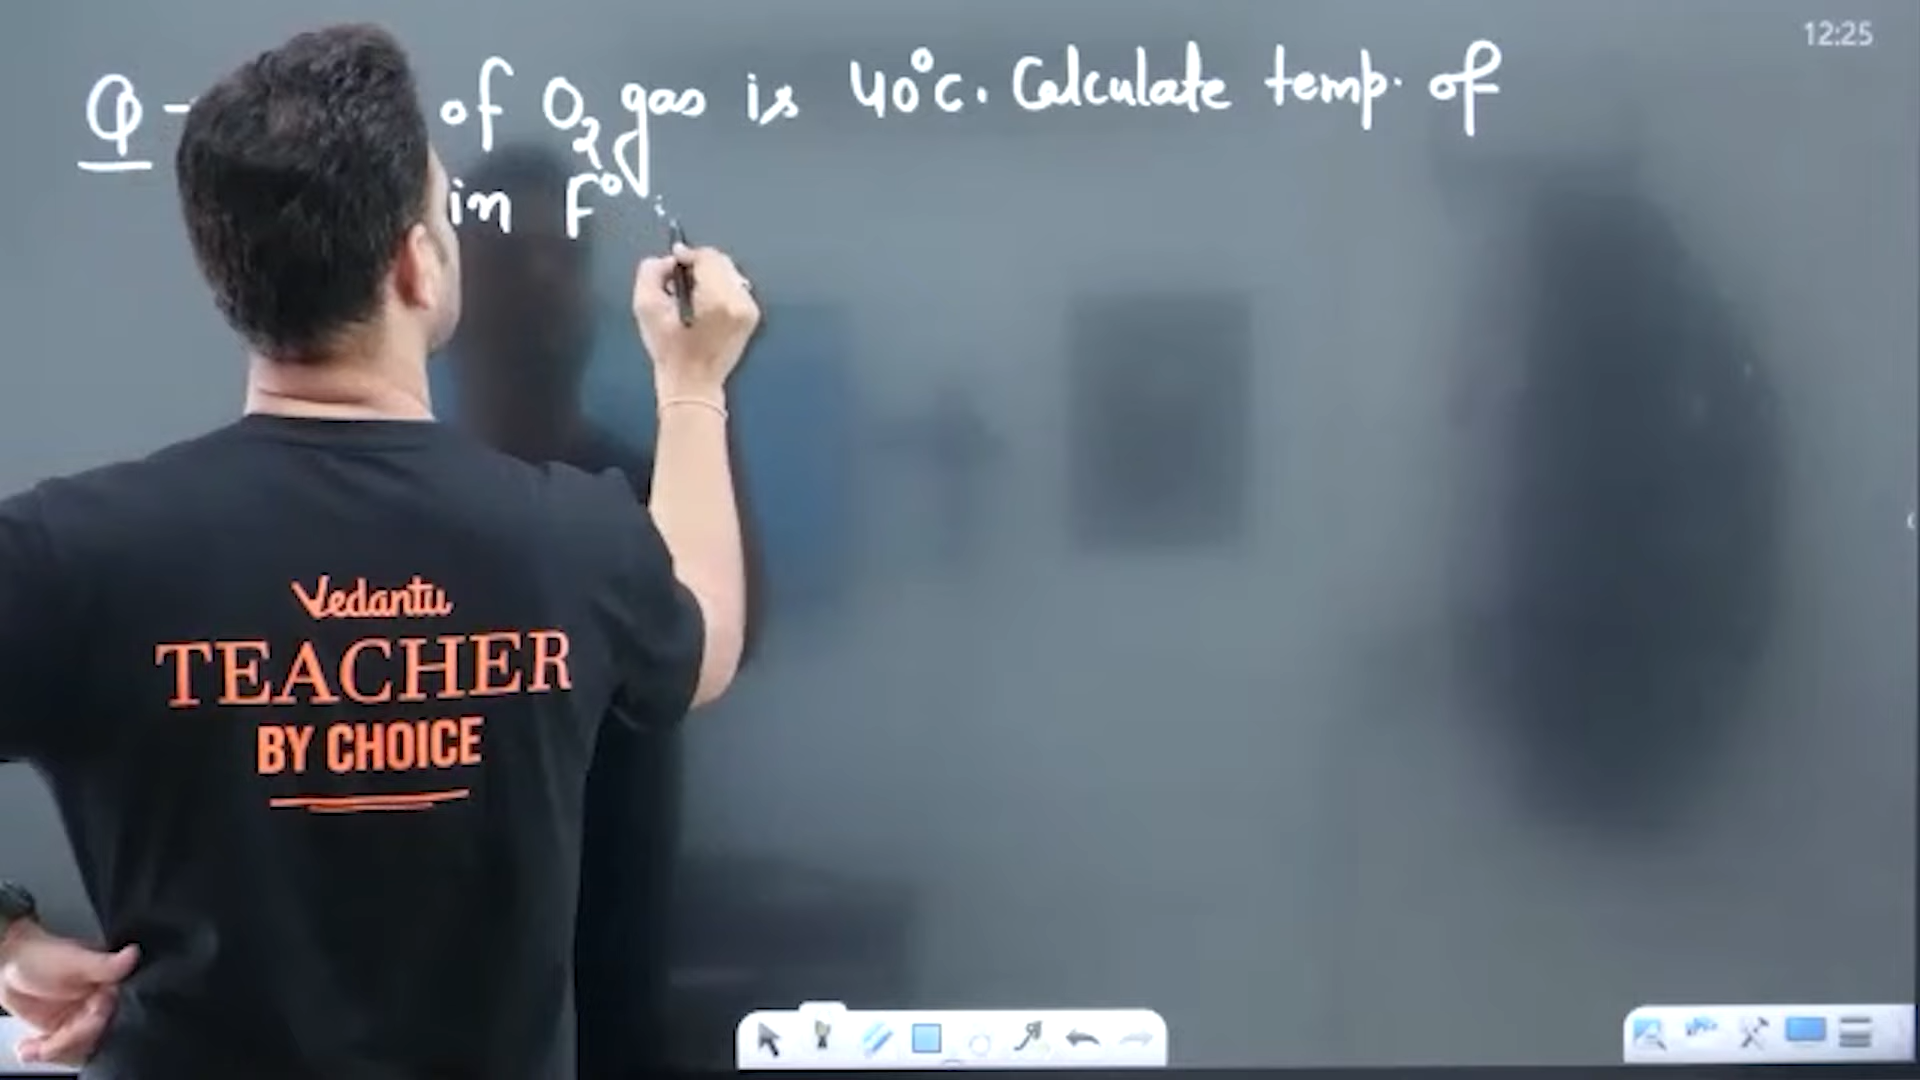 12:25
Q - of O₂ gas is 40°C. Calculate temp. of
in F°
Vedantu
TEACHER
BY CHOICE